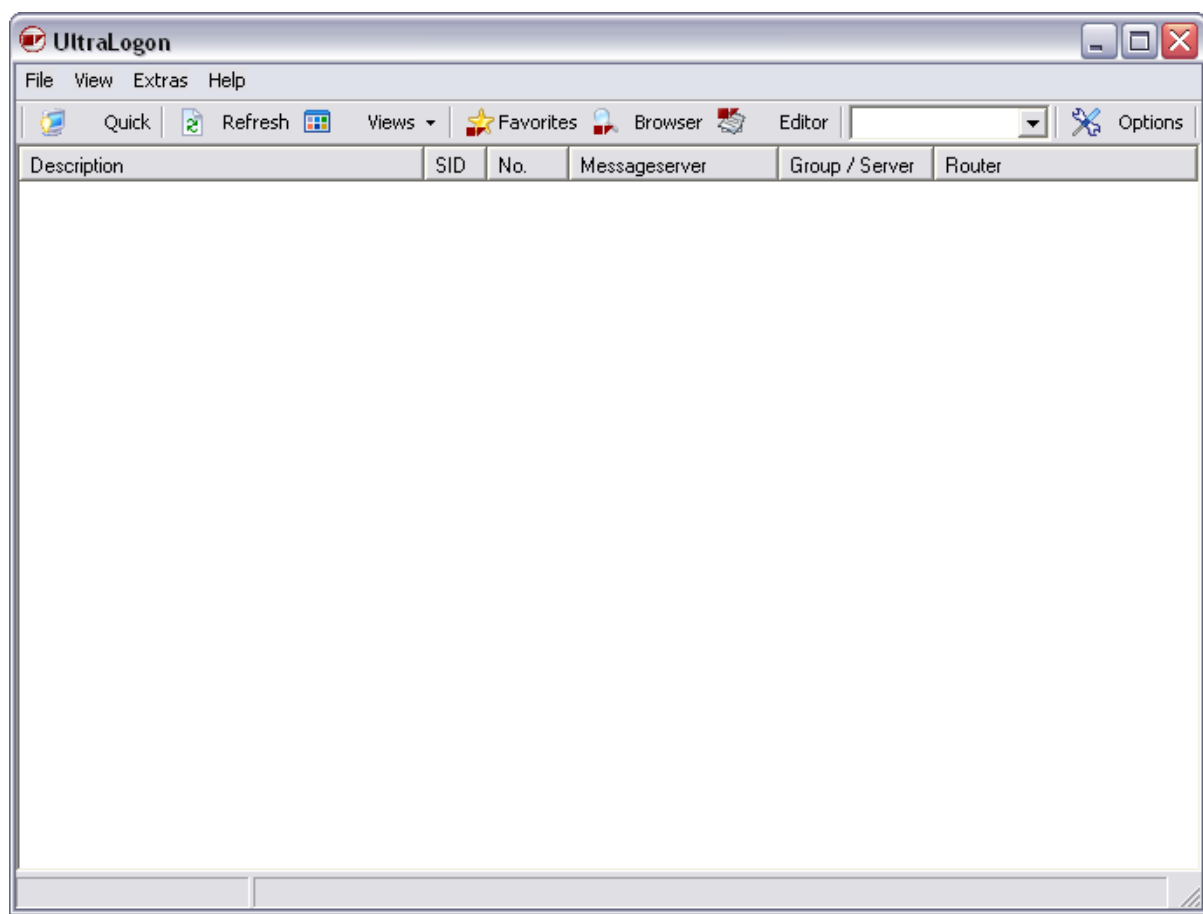 UltraLogon
File View Extras Help
Quick Refresh Views Favorites Browser Editor Options
Description SID No. Messageserver Group / Server Router